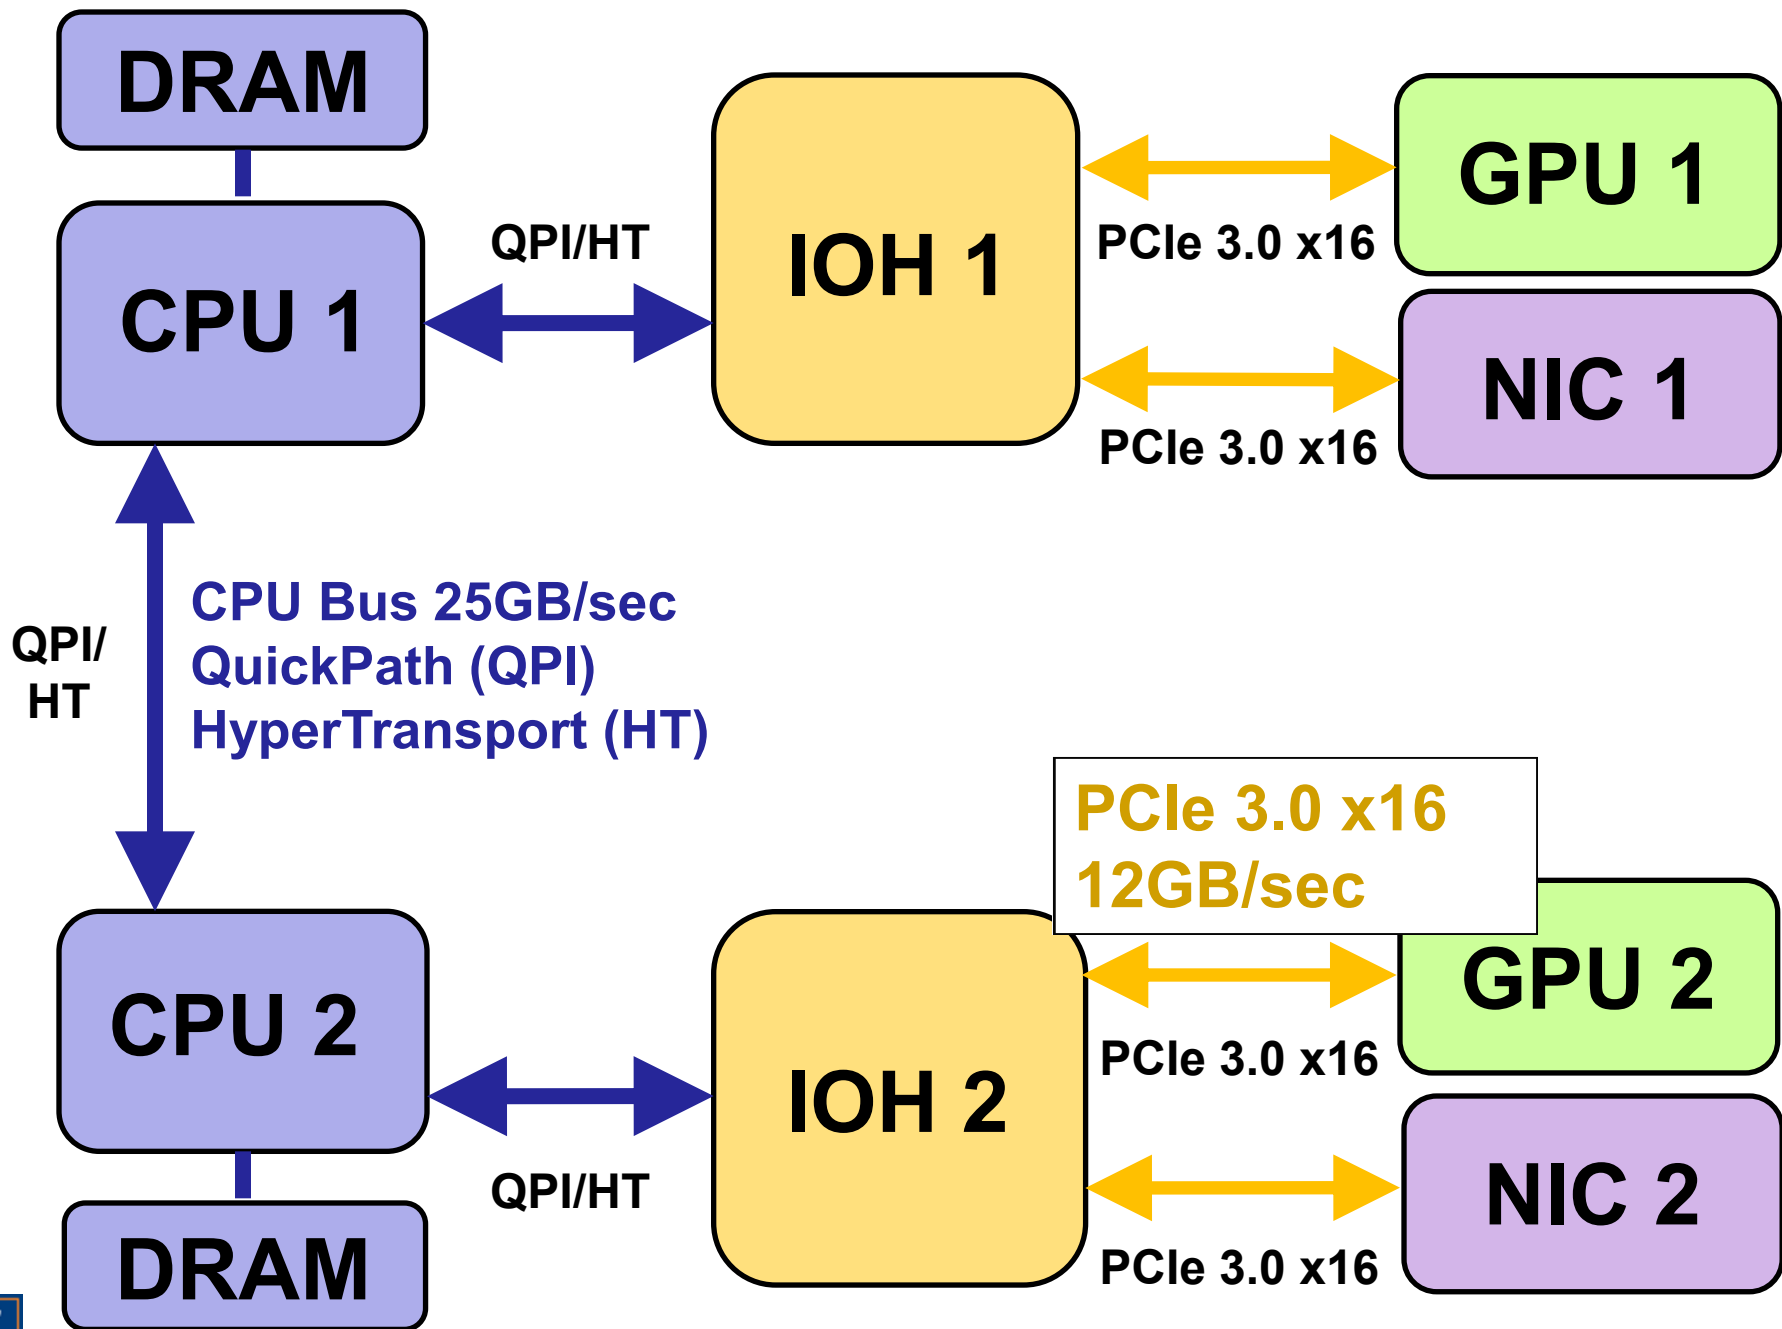 DRAM
CPU 1
QPI/HT
IOH 1
PCIe 3.0 x16
GPU 1
PCIe 3.0 x16
NIC 1
QPI/
HT
CPU Bus 25GB/sec
QuickPath (QPI)
HyperTransport (HT)
PCIe 3.0 x16
12GB/sec
CPU 2
QPI/HT
IOH 2
PCIe 3.0 x16
GPU 2
PCIe 3.0 x16
NIC 2
DRAM